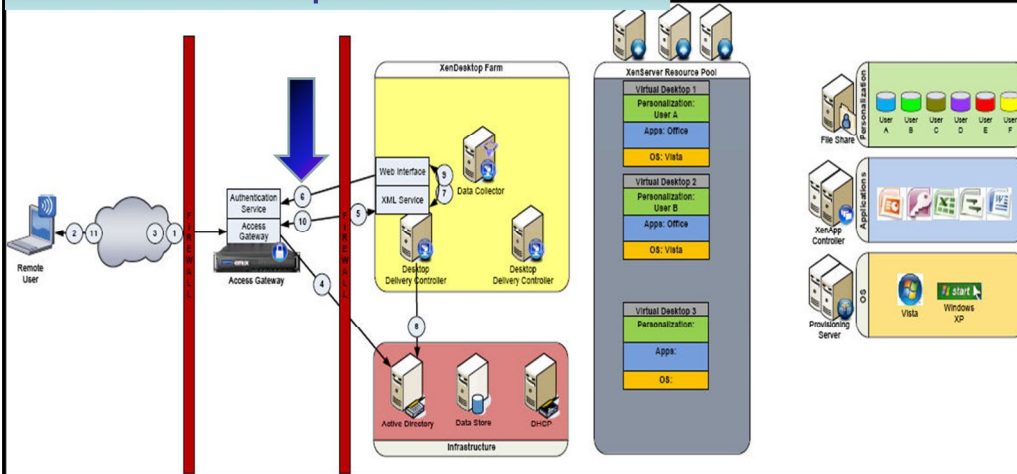 XenDesktop Farm
Web Interface
XML Service
Data Collector
Desktop
Delivery Controller
Desktop
Delivery Controller
Authentication
Service
Access
Gateway
Access Gateway
FIREWALL
FIREWALL
Remote
User
2
11
3
1
4
5
6
10
9
7
8
Active Directory
Data Store
DHCP
Infrastructure
XenServer Resource Pool
Virtual Desktop 1
Personalization:
User A
Apps: Office
OS: Vista
Virtual Desktop 2
Personalization:
User B
Apps: Office
OS: Vista
Virtual Desktop 3
Personalization:
Apps:
OS:
File Share
Personalization
User
A
User
B
User
C
User
D
User
E
User
F
XenApp
Controller
Applications
Provisioning
Server
OS
Vista
start
Windows
XP